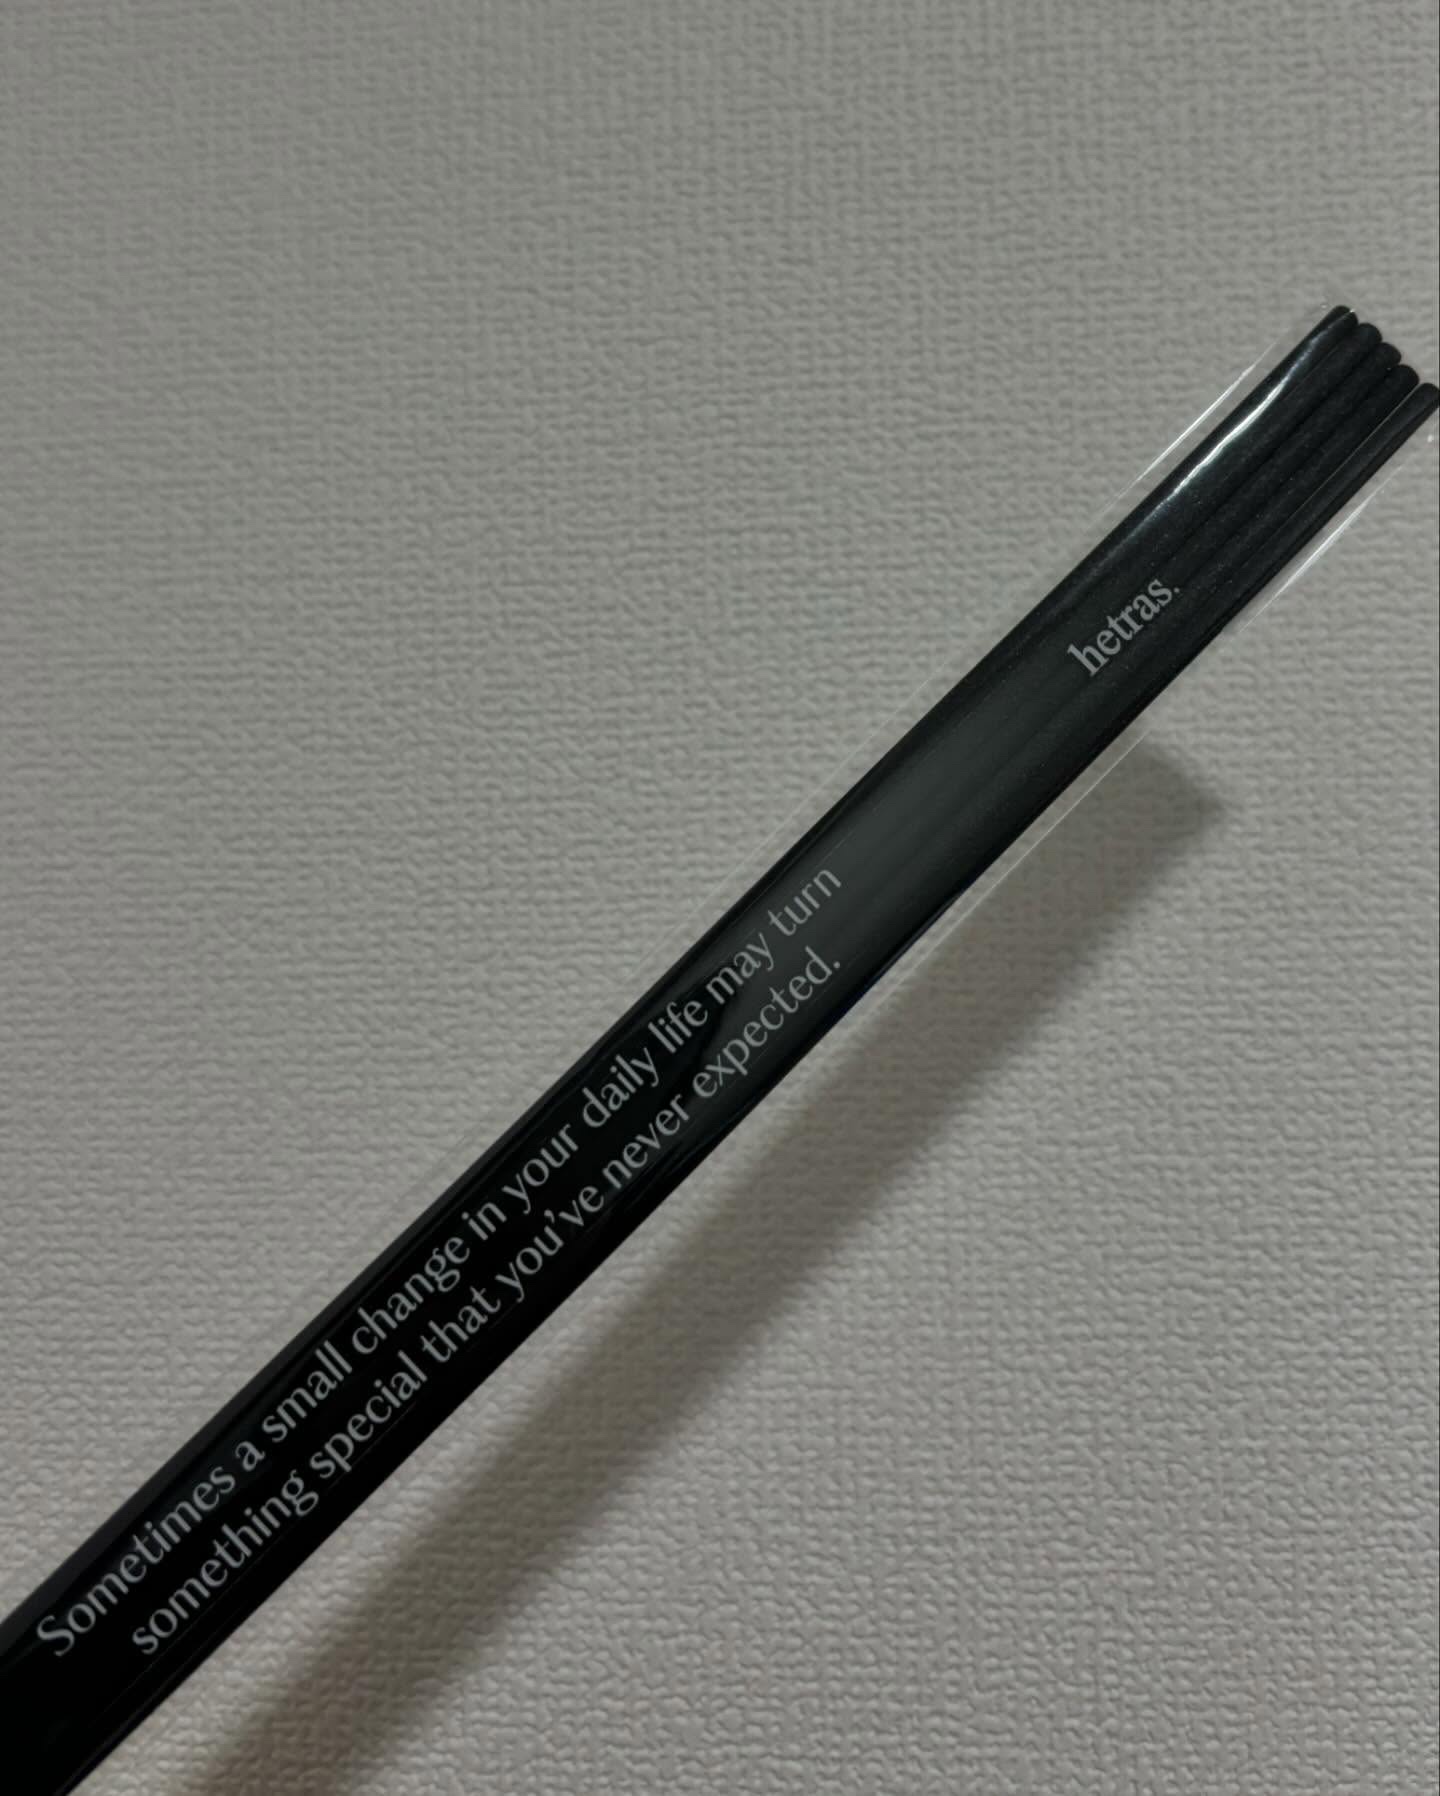 hetras.
Sometimes a small change in your daily life may turn
something special that you've never expected.